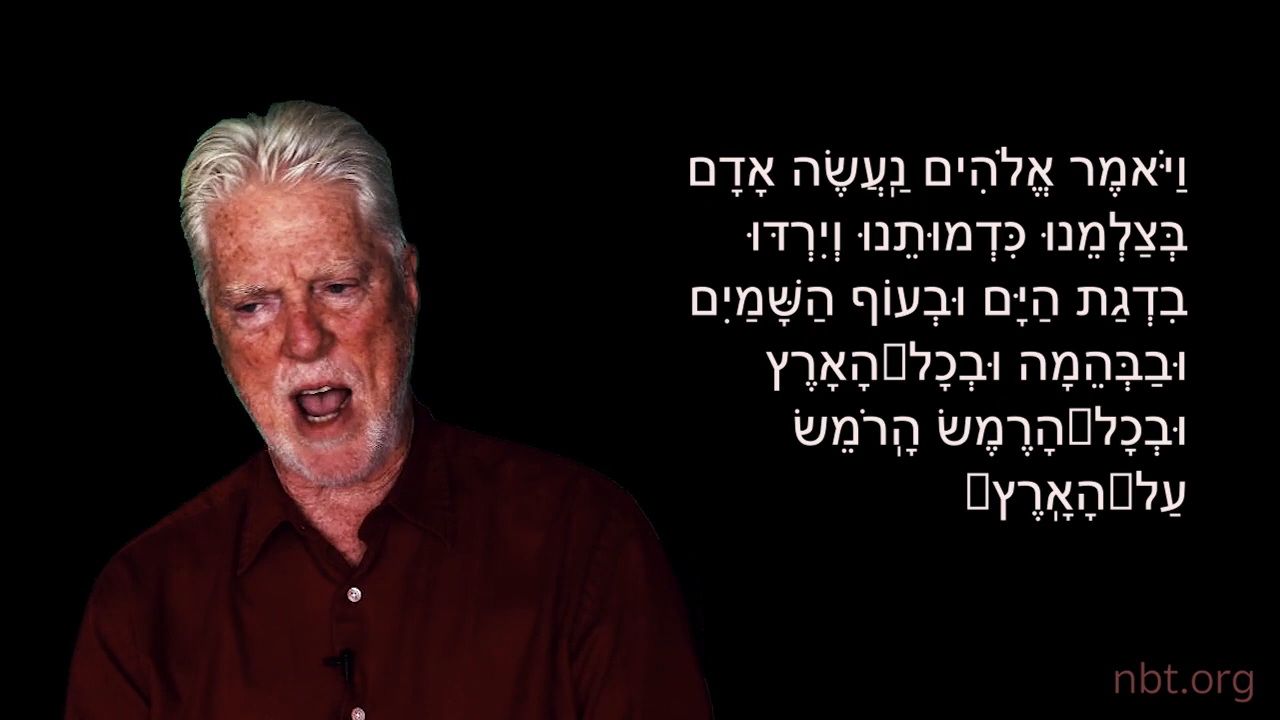 וַיֹּאמֶר אֱלֹהִים נַֽעֲשֶׂה אָדָם
בְּצַלְמֵנוּ כִּדְמוּתֵנוּ וְיִרְדּוּ
בִדְגַת הַיָּם וּבְעוֹף הַשָּׁמַיִם
וּבַבְּהֵמָה וּבְכָל▯הָאָרֶץ
וּבְכָל▯הָרֶמֶשׂ הָֽרֹמֵשׂ
עַל▯הָאָֽרֶץ▯
nbt.org